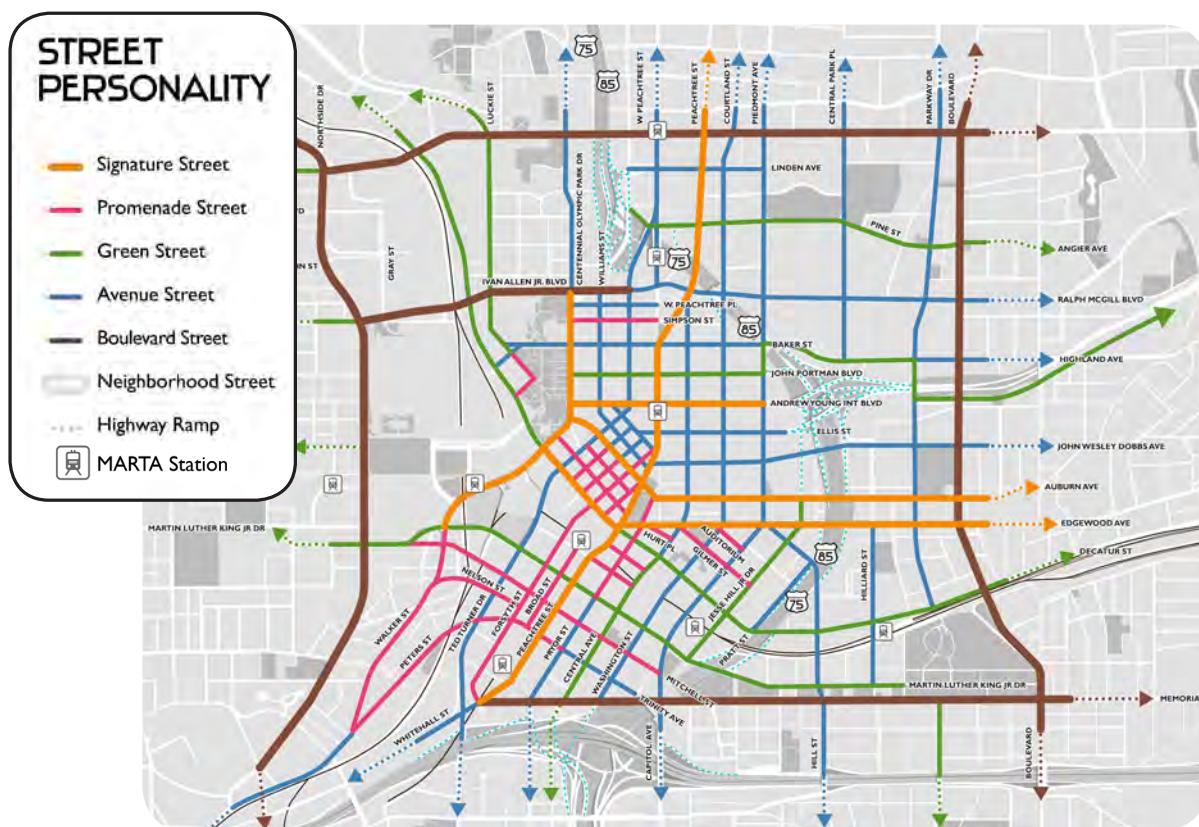 STREET
PERSONALITY
Signature Street
Promenade Street
Green Street
Avenue Street
Boulevard Street
Neighborhood Street
Highway Ramp
MARTA Station
NORTHSIDE DR
LUCKIE ST
75
85
W PEACHTREE ST
PEACHTREE ST
COURTLAND ST
PIEDMONT AVE
CENTRAL PARK PL
PARKWAY DR
BOULEVARD
LINDEN AVE
CENTENNIAL OLYMPIC PARK DR
WILLIAMS ST
GRAY ST
PINE ST
ANGIER AVE
75
IVAN ALLEN JR. BLVD
W. PEACHTREE PL
RALPH MCGILL BLVD
SIMPSON ST
85
BAKER ST
HIGHLAND AVE
JOHN PORTMAN BLVD
ANDREW YOUNG INT BLVD
ELLIS ST
JOHN WESLEY DOBBS AVE
AUBURN AVE
EDGEWOOD AVE
MARTIN LUTHER KING JR DR
HURT PL
AUDITORIUM
GILMER ST
85
DECATUR ST
HILLIARD ST
NELSON ST
WALKER ST
PETERS ST
TED TURNER DR
FORSYTH ST
BROAD ST
PEACHTREE ST
PRYOR ST
CENTRAL AVE
WASHINGTON ST
JESSE HILL JR DR
75
PRATT ST
MITCHELL ST
MARTIN LUTHER KING JR DR
TRINITY AVE
MEMORIA
WHITEHALL ST
CAPITOL AVE
HILL ST
BOULEVARD